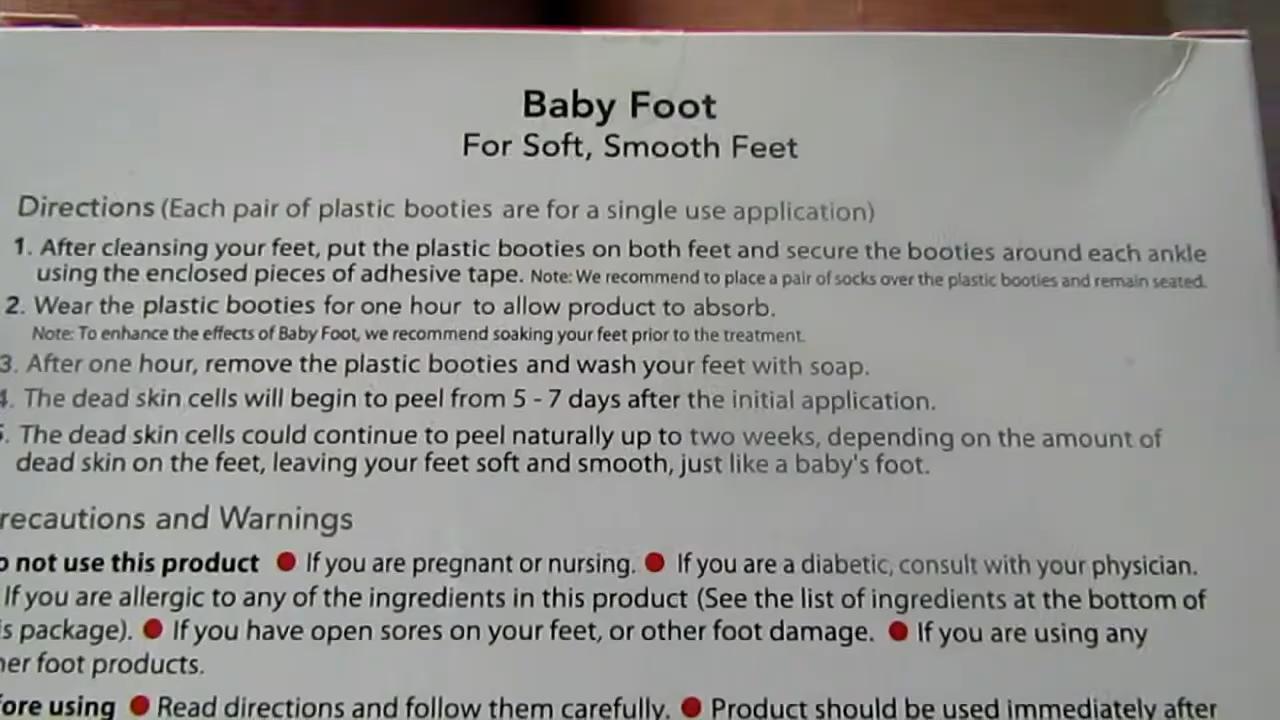 Baby Foot
For Soft, Smooth Feet
Directions (Each pair of plastic booties are for a single use application)
1. After cleansing your feet, put the plastic booties on both feet and secure the booties around each ankle
using the enclosed pieces of adhesive tape. Note: We recommend to place a pair of socks over the plastic booties and remain seated.
2. Wear the plastic booties for one hour to allow product to absorb.
Note: To enhance the effects of Baby Foot, we recommend soaking your feet prior to the treatment.
3. After one hour, remove the plastic booties and wash your feet with soap.
4. The dead skin cells will begin to peel from 5 - 7 days after the initial application.
5. The dead skin cells could continue to peel naturally up to two weeks, depending on the amount of
dead skin on the feet, leaving your feet soft and smooth, just like a baby's foot.
recautions and Warnings
o not use this product ● If you are pregnant or nursing. ● If you are a diabetic, consult with your physician.
If you are allergic to any of the ingredients in this product (See the list of ingredients at the bottom of
is package). ● If you have open sores on your feet, or other foot damage. ● If you are using any
her foot products.
fore using ● Read directions and follow them carefully. ● Product should be used immediately after